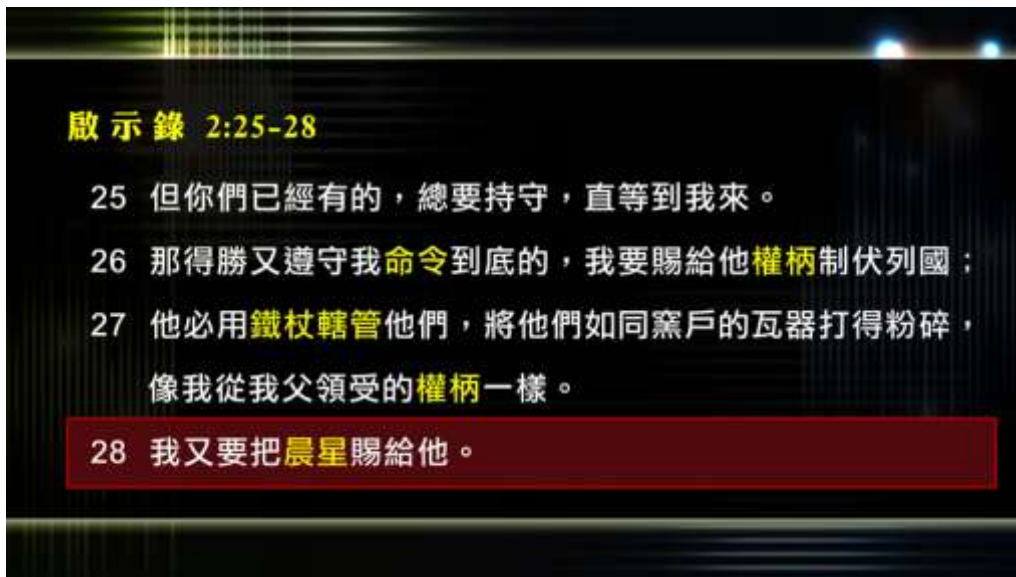 啟示錄 2:25-28
25 但你們已經有的，總要持守，直等到我來。
26 那得勝又遵守我命令到底的，我要賜給他權柄制伏列國；
27 他必用鐵杖轄管他們，將他們如同窯戶的瓦器打得粉碎，
像我從我父領受的權柄一樣。
28 我又要把晨星賜給他。